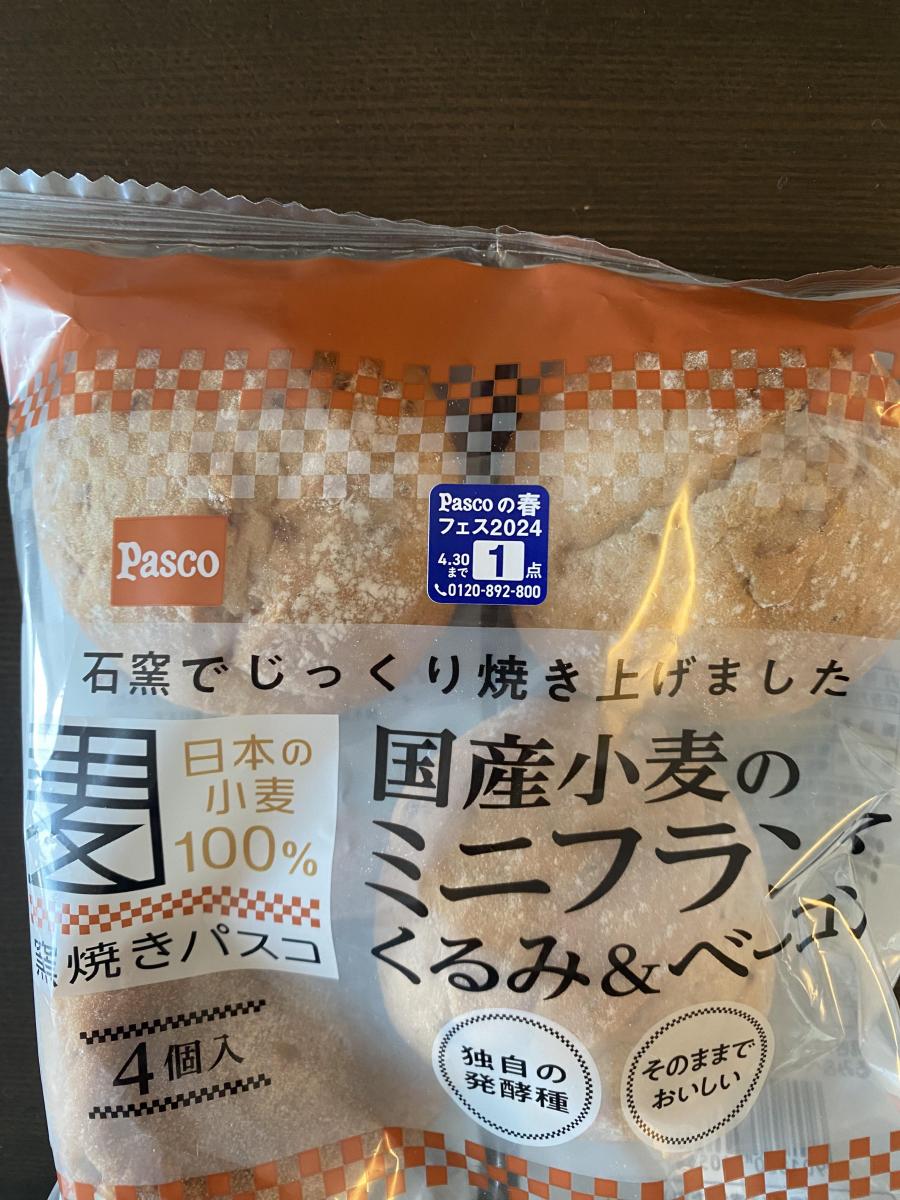 Pascoの春
フェス2024
4.30
まで
1
点
0120-892-800
Pasco
石窯でじっくり焼き上げました
麦
日本の
小麦
100%
窯焼きパスコ
国産小麦の
ミニフラン
くるみ&ベ
4個入
独自の
発酵種
そのままで
おいしい